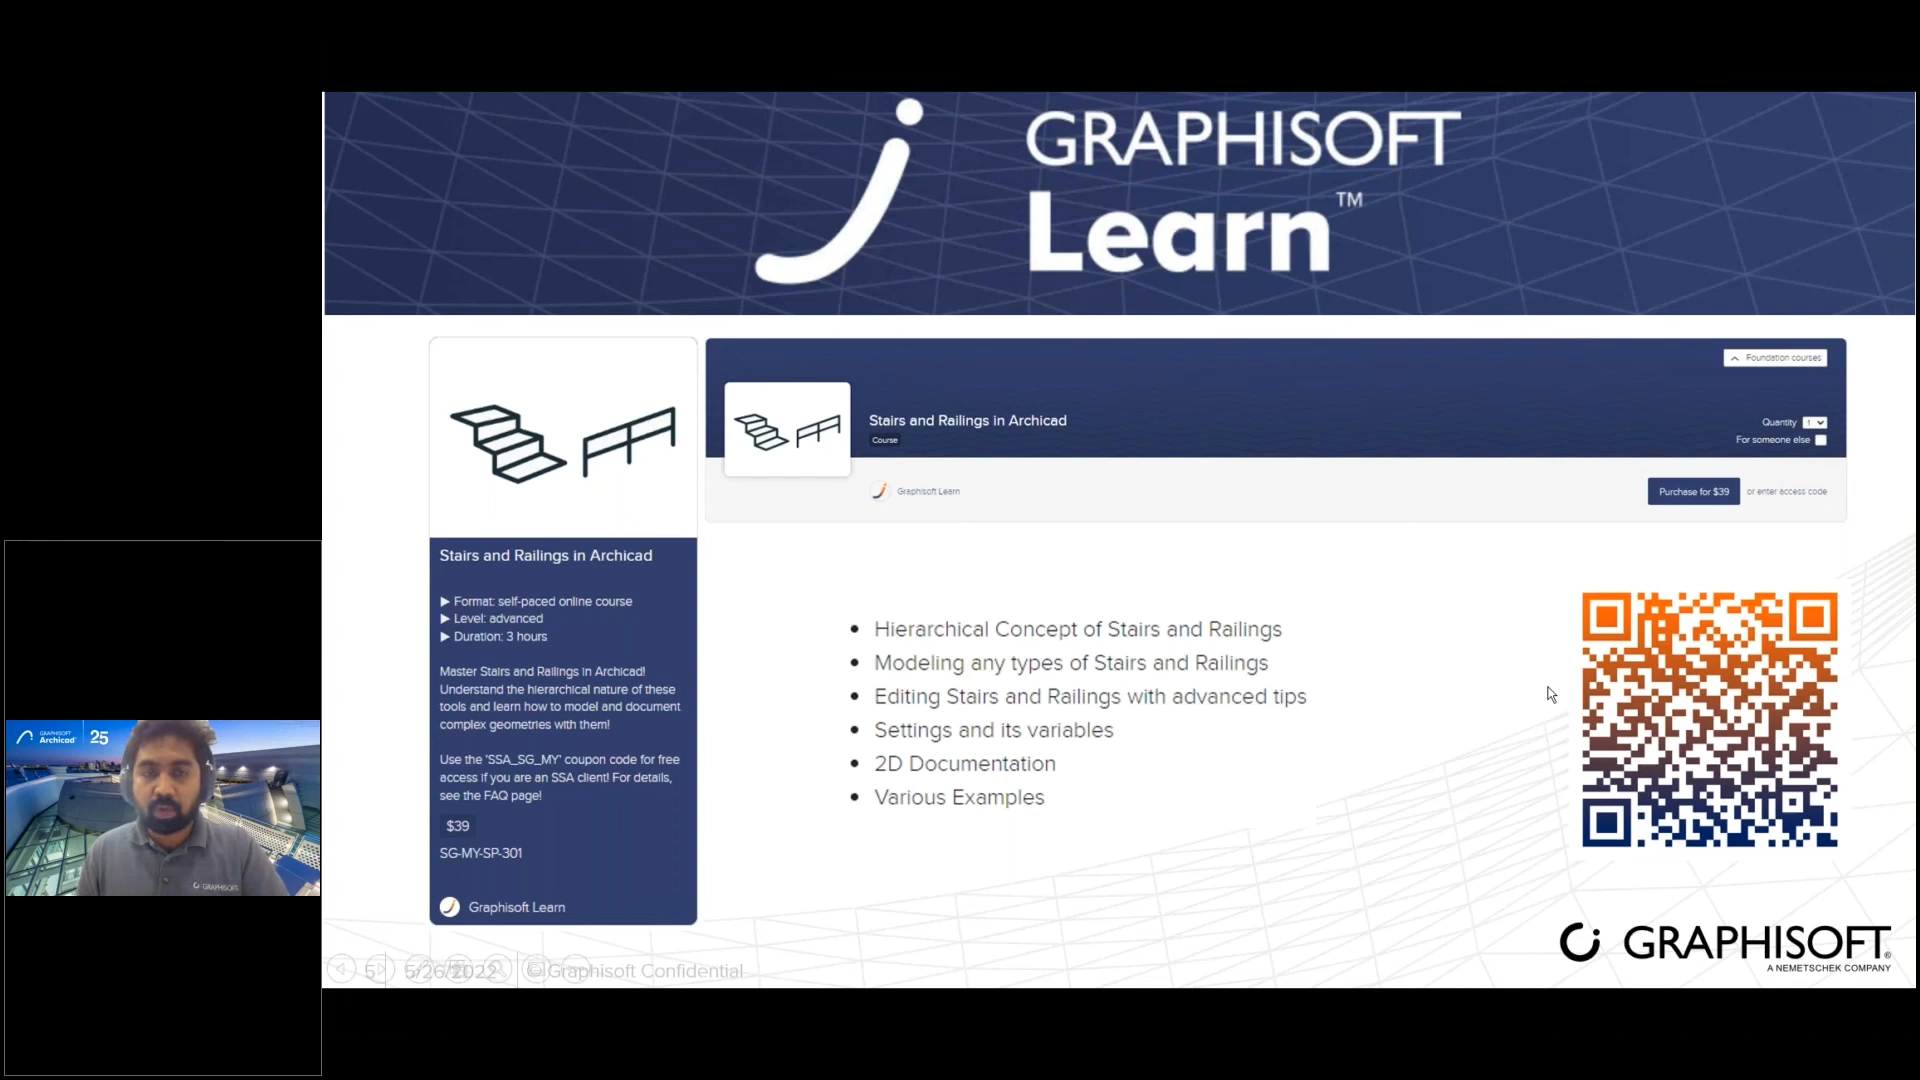 GRAPHISOFT
Learn™
Foundation courses
Stairs and Railings in Archicad
Course
Quantity 1
For someone else
Graphisoft Learn
Purchase for $39 or enter access code
Stairs and Railings in Archicad
▶ Format: self-paced online course
▶ Level: advanced
▶ Duration: 3 hours
Master Stairs and Railings in Archicad!
Understand the hierarchical nature of these
tools and learn how to model and document
complex geometries with them!
Use the 'SSA_SG_MY' coupon code for free
access if you are an SSA client! For details,
see the FAQ page!
$39
SG-MY-SP-301
Graphisoft Learn
• Hierarchical Concept of Stairs and Railings
• Modeling any types of Stairs and Railings
• Editing Stairs and Railings with advanced tips
• Settings and its variables
• 2D Documentation
• Various Examples
GRAPHISOFT
Archicad 25
GRAPHISOFT
GRAPHISOFT®
A NEMETSCHEK COMPANY
5 5/26/2022 © Graphisoft Confidential